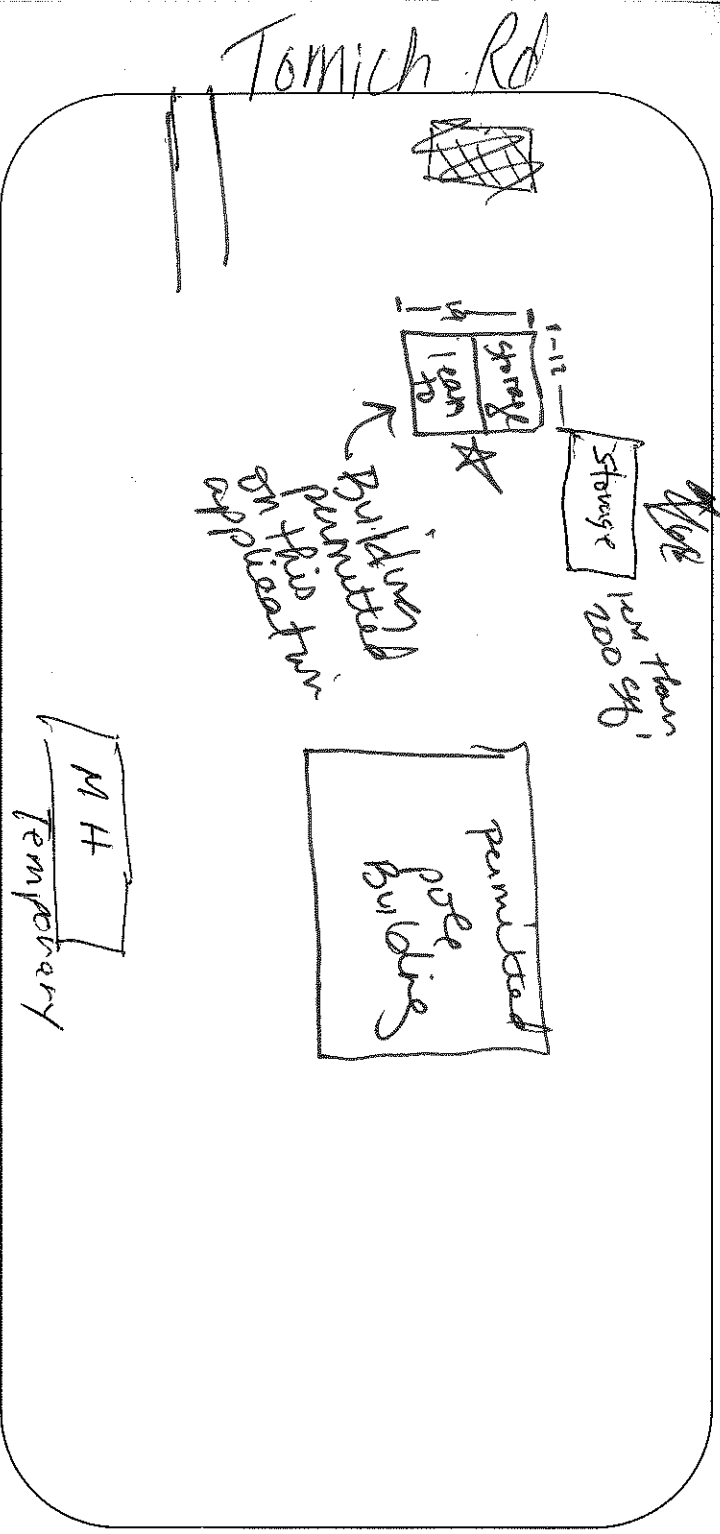 Tomich Rd
12
storage
lean
to
storage
less than
200 sq'
Building
permitted
on this
application
permitted
pole
Building
M H
Temporary